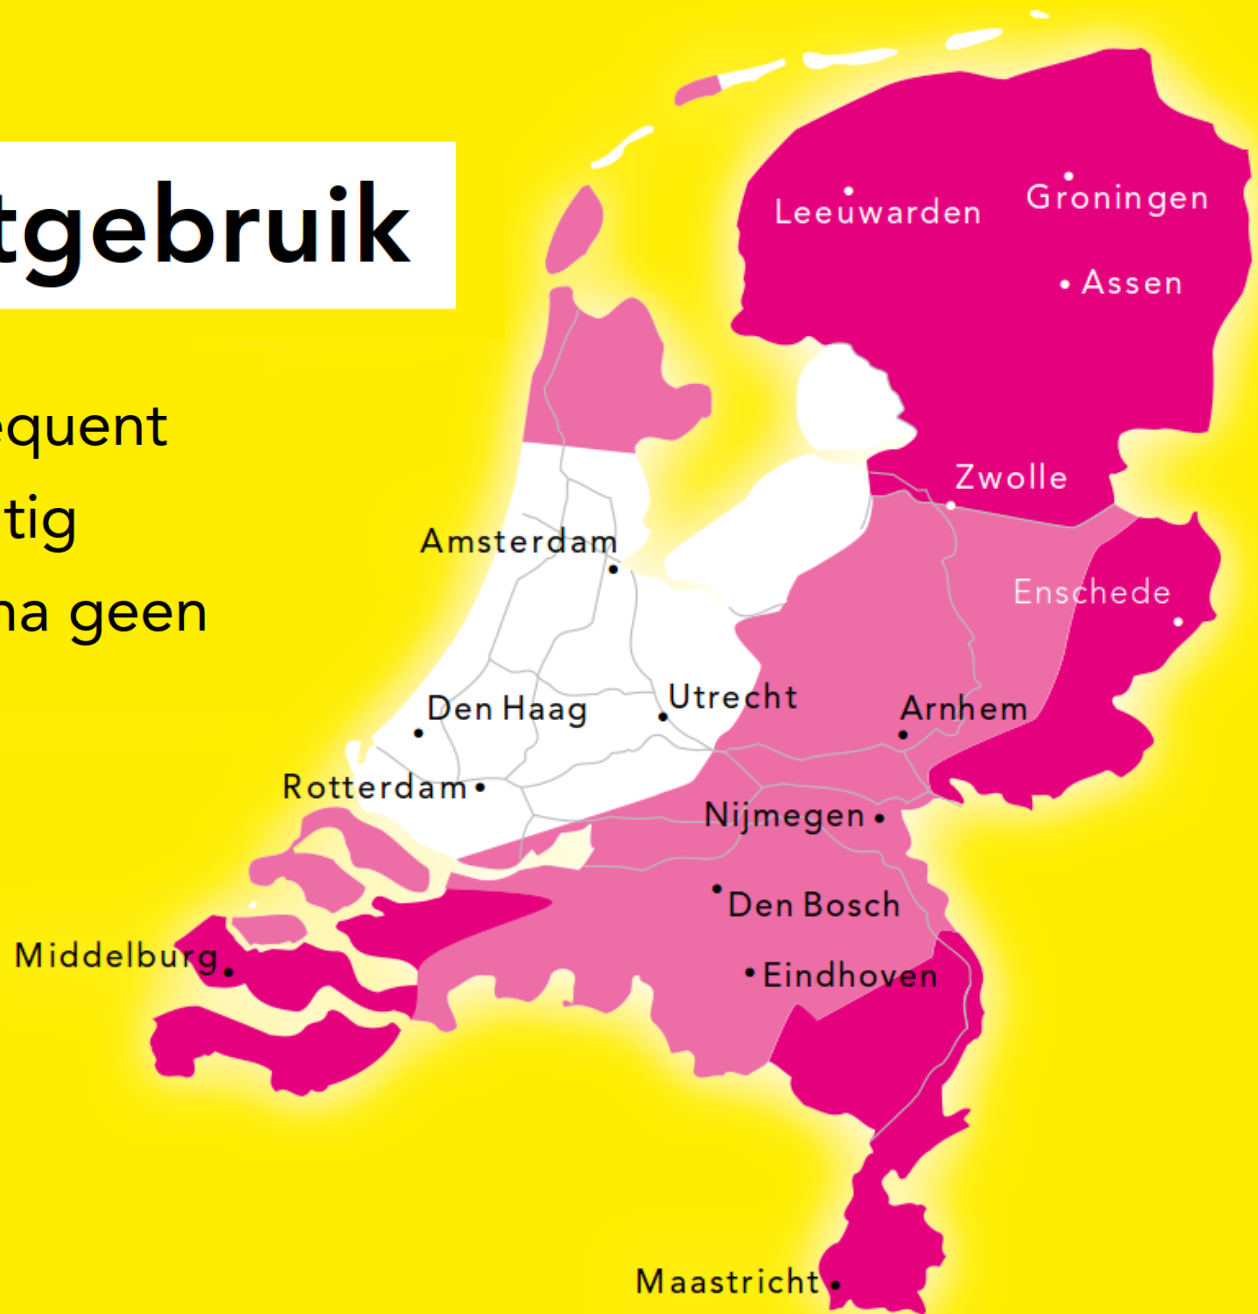 tgebruik
equent
tig
na geen
Leeuwarden
Groningen
Assen
Zwolle
Amsterdam
Enschede
Utrecht
Den Haag
Arnhem
Rotterdam
Nijmegen
Den Bosch
Middelburg
Eindhoven
Maastricht